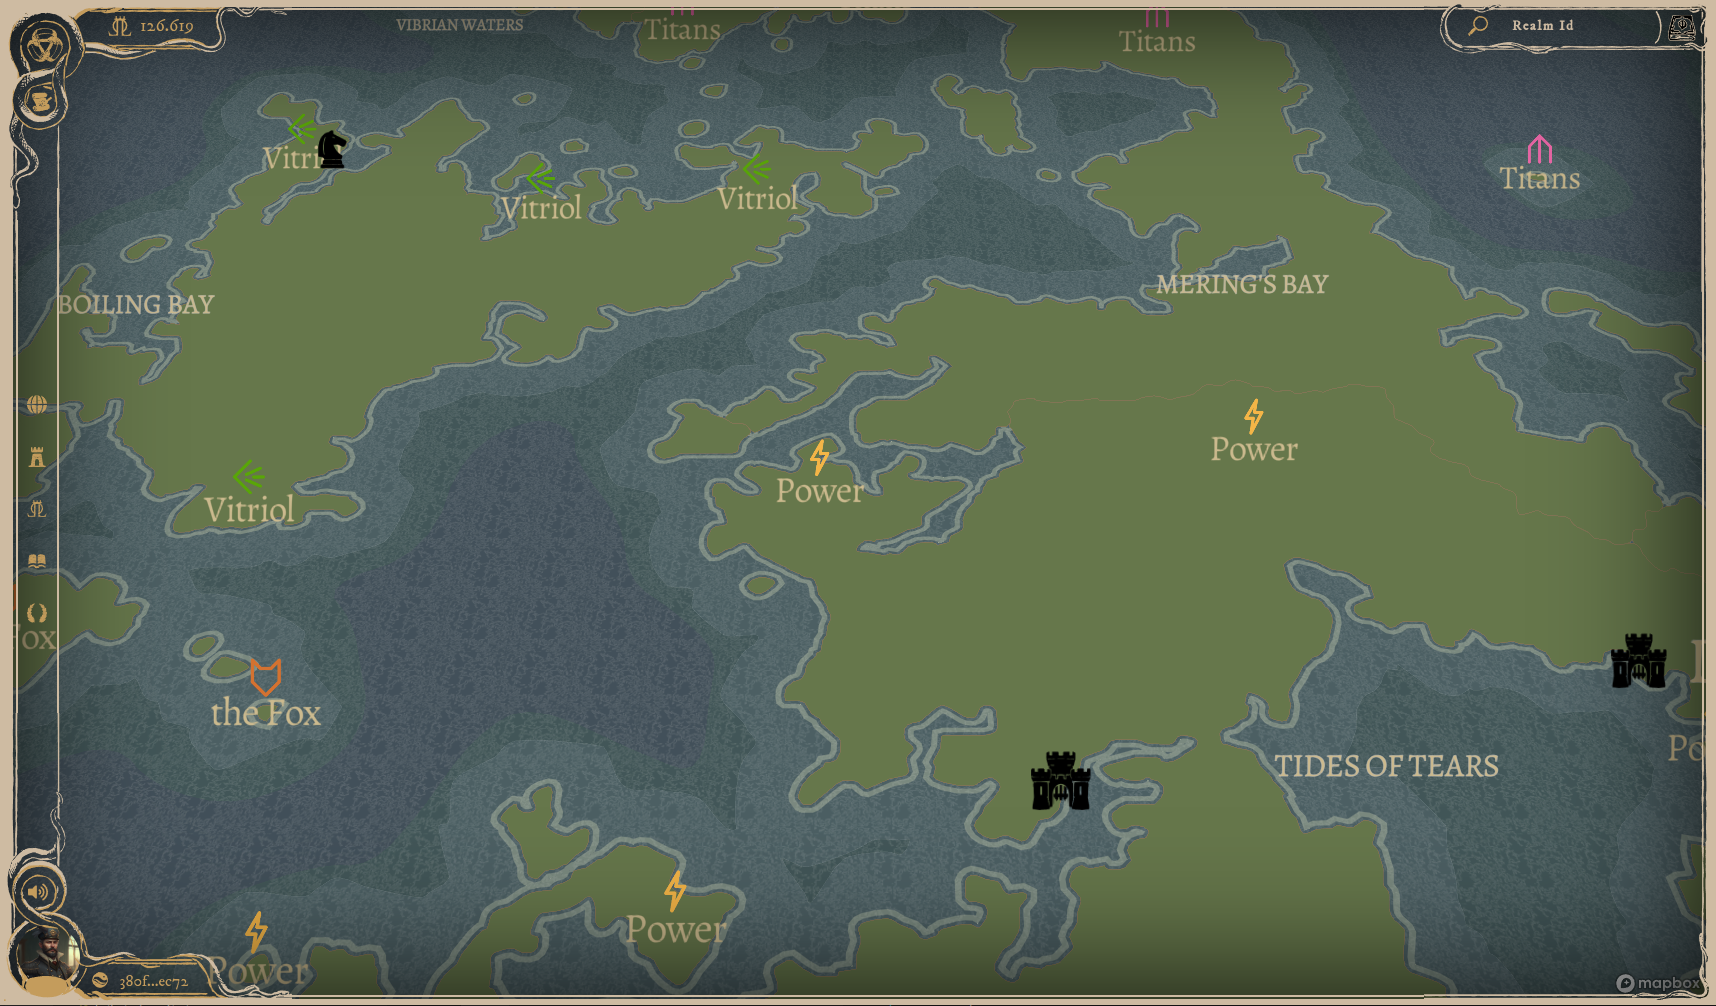 126.619
VIBRIAN WATERS
Titans
Titans
Realm Id
Vitri
Titans
Vitriol
Vitriol
MERING'S BAY
BOILING BAY
Power
Power
Vitriol
Fox
the Fox
Po
TIDES OF TEARS
Power
Power
380f...ec72
mapbox